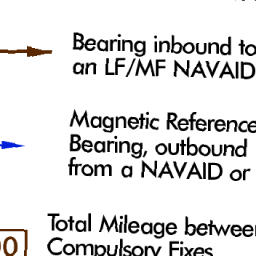 Bearing inbound to
an LF/MF NAVAID
Magnetic Reference
Bearing, outbound
from a NAVAID or
Total Mileage between
Compulsory Fixes